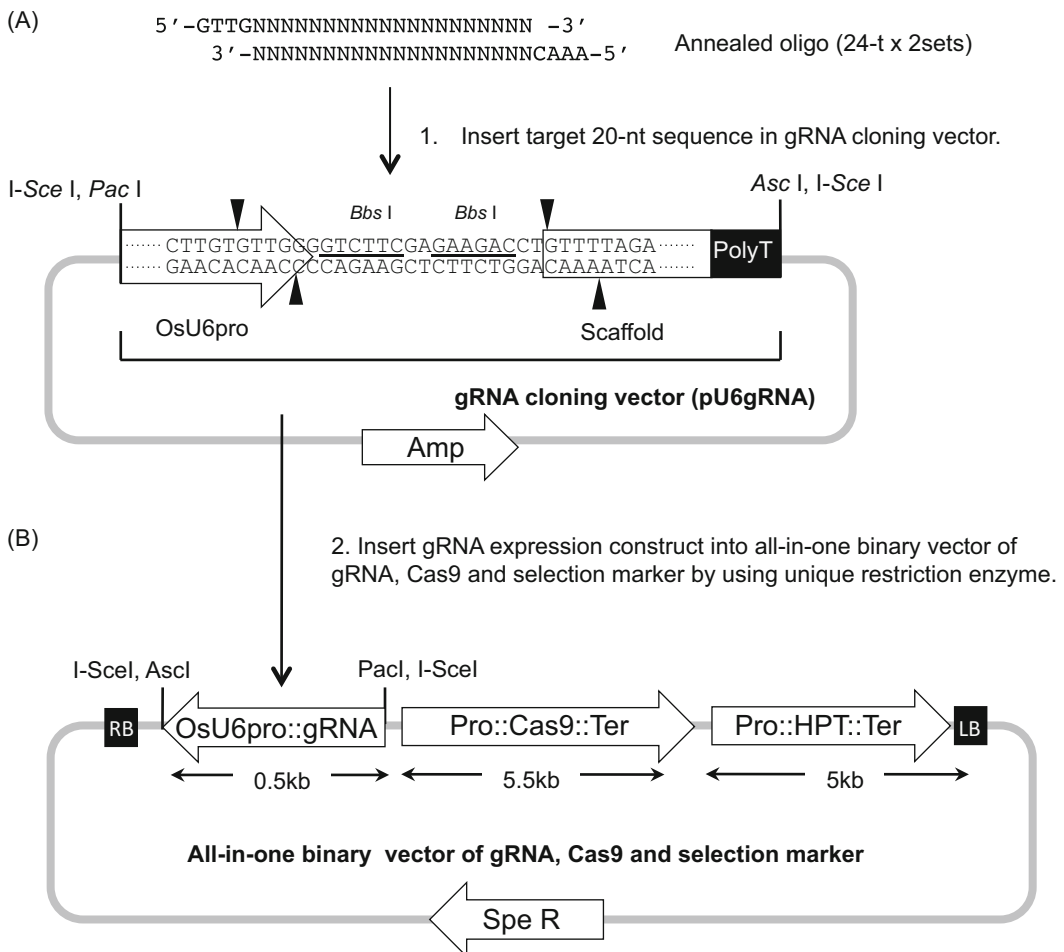 (A)
5'-GTTGNNNNNNNNNNNNNNNNNNNN -3'
3'-NNNNNNNNNNNNNNNNNNNNCAAA-5'
Annealed oligo (24-t x 2sets)
1. Insert target 20-nt sequence in gRNA cloning vector.
I-Sce I, Pac I
Asc I, I-Sce I
Bbs I Bbs I
······ CTTGTGTTGGGGTCTTCGAGAAGACCTGTTTTAGA ······
······ GAACACAACCCCAGAAGCTCTTCTGGACAAAATCA ······
PolyT
OsU6pro
Scaffold
gRNA cloning vector (pU6gRNA)
Amp
(B)
2. Insert gRNA expression construct into all-in-one binary vector of
gRNA, Cas9 and selection marker by using unique restriction enzyme.
I-SceI, AscI
PacI, I-SceI
RB
OsU6pro::gRNA
Pro::Cas9::Ter
Pro::HPT::Ter
LB
0.5kb
5.5kb
5kb
All-in-one binary vector of gRNA, Cas9 and selection marker
Spe R